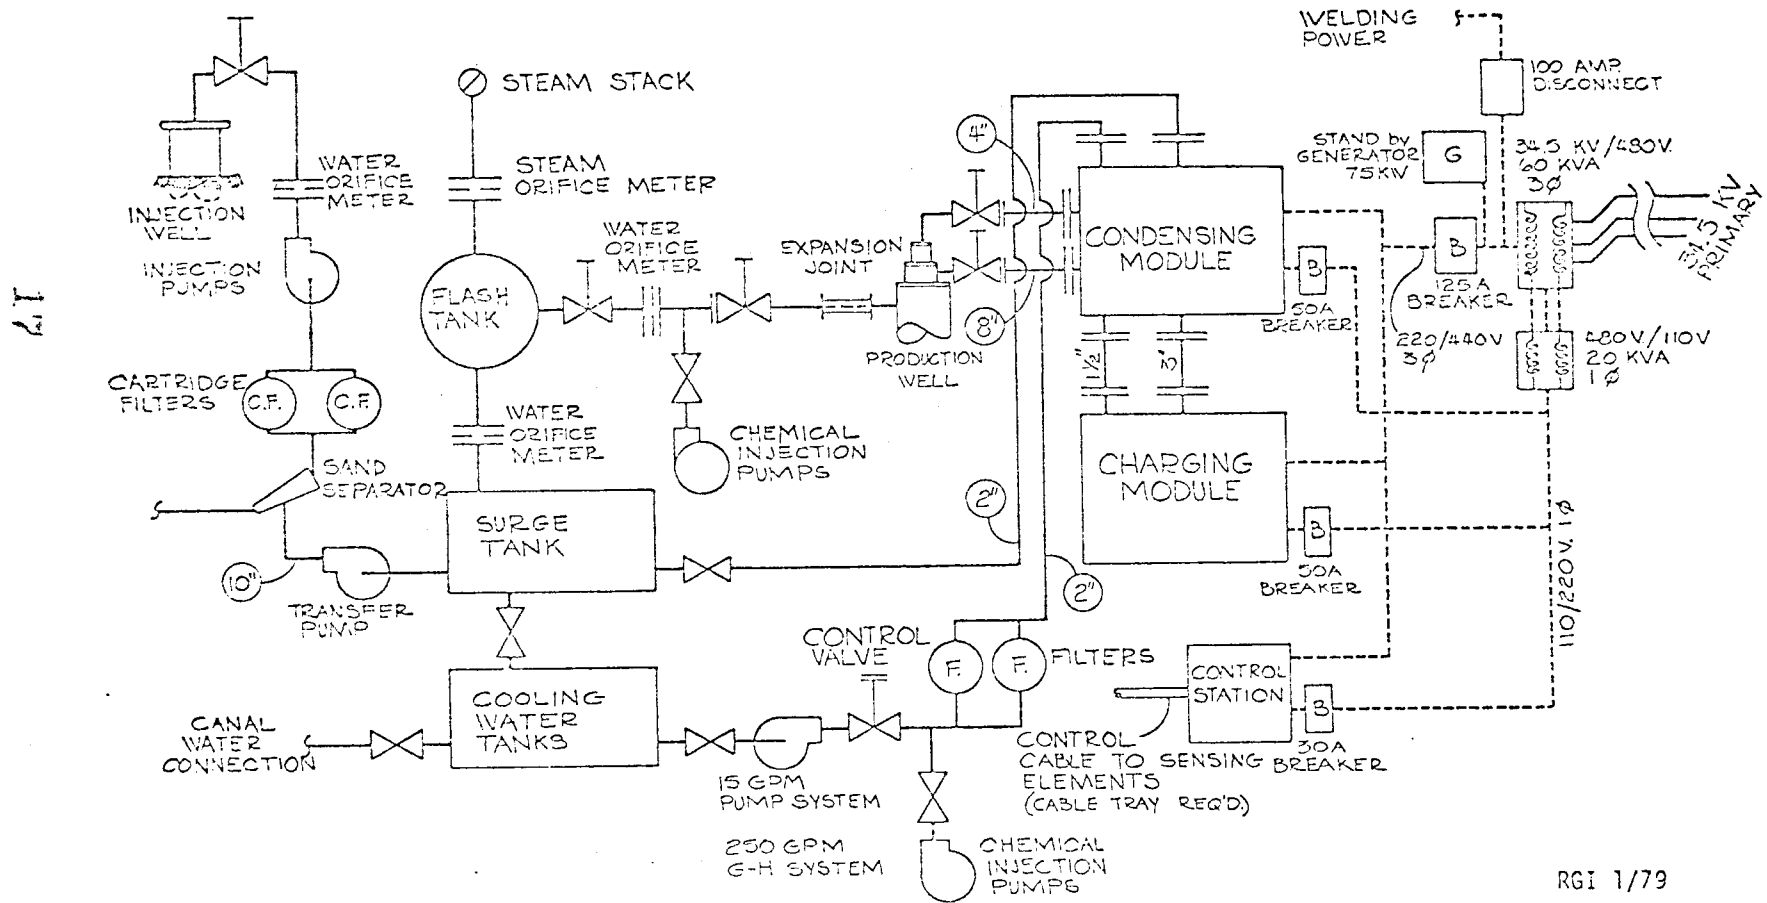 WELDING
POWER
100 AMP.
DISCONNECT
STEAM STACK
STAND by
GENERATOR
75KW
G
34.5 KV/480V.
60 KVA
3Ø
34.5 KV
PRIMARY
4"
WATER
ORIFICE
METER
STEAM
ORIFICE METER
INJECTION
WELL
WATER
ORIFICE
METER
EXPANSION
JOINT
CONDENSING
MODULE
B
50A
BREAKER
B
125A
BREAKER
INJECTION
PUMPS
FLASH
TANK
8"
220/440V
3Ø
480V/110V
20 KVA
1Ø
PRODUCTION
WELL
1½"
3"
CARTRIDGE
FILTERS
C.F.
C.F.
WATER
ORIFICE
METER
CHEMICAL
INJECTION
PUMPS
CHARGING
MODULE
SAND
SEPARATOR
SURGE
TANK
2"
B
50A
BREAKER
110/220V. 1Ø
10"
TRANSFER
PUMP
2"
CONTROL
VALVE
F.
F.
FILTERS
CONTROL
STATION
B
30A
BREAKER
COOLING
WATER
TANKS
CANAL
WATER
CONNECTION
CONTROL
CABLE TO SENSING
ELEMENTS
(CABLE TRAY REQ'D.)
15 GPM
PUMP SYSTEM
250 GPM
G-H SYSTEM
CHEMICAL
INJECTION
PUMPS
RGI 1/79